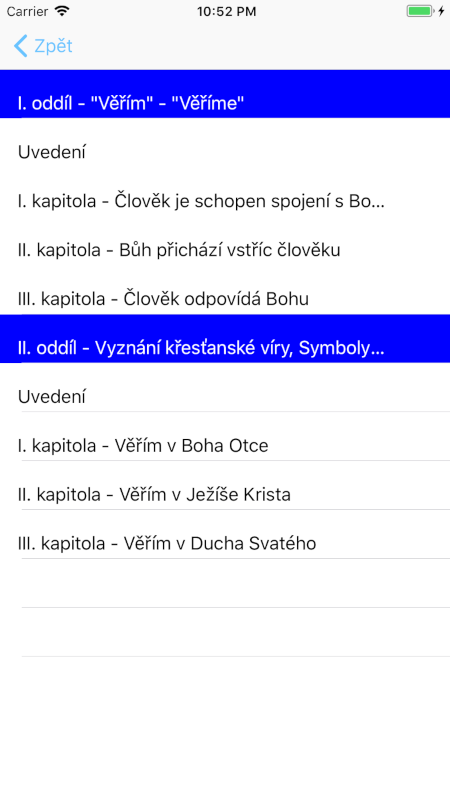 Carrier 10:52 PM
Zpět
I. oddíl - "Věřím" - "Věříme"
Uvedení
I. kapitola - Člověk je schopen spojení s Bo...
II. kapitola - Bůh přichází vstříc člověku
III. kapitola - Člověk odpovídá Bohu
II. oddíl - Vyznání křesťanské víry, Symboly...
Uvedení
I. kapitola - Věřím v Boha Otce
II. kapitola - Věřím v Ježíše Krista
III. kapitola - Věřím v Ducha Svatého